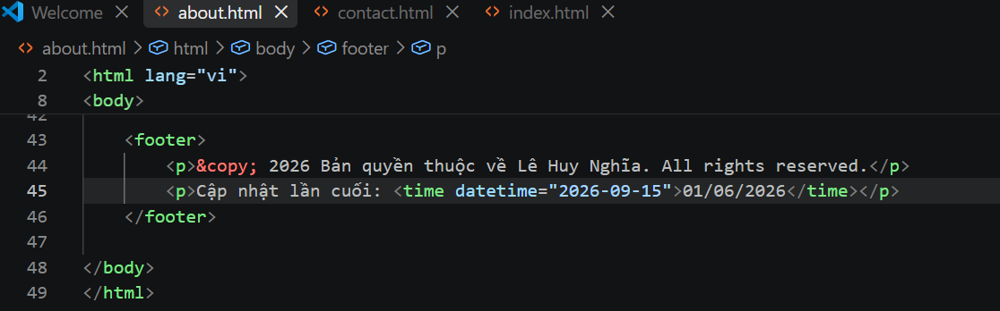 Welcome about.html contact.html index.html
about.html > html > body > footer > p
2 <html lang="vi">
8 <body>
42
43 <footer>
44 <p>&copy; 2026 Bản quyền thuộc về Lê Huy Nghĩa. All rights reserved.</p>
45 <p>Cập nhật lần cuối: <time datetime="2026-09-15">01/06/2026</time></p>
46 </footer>
47
48 </body>
49 </html>